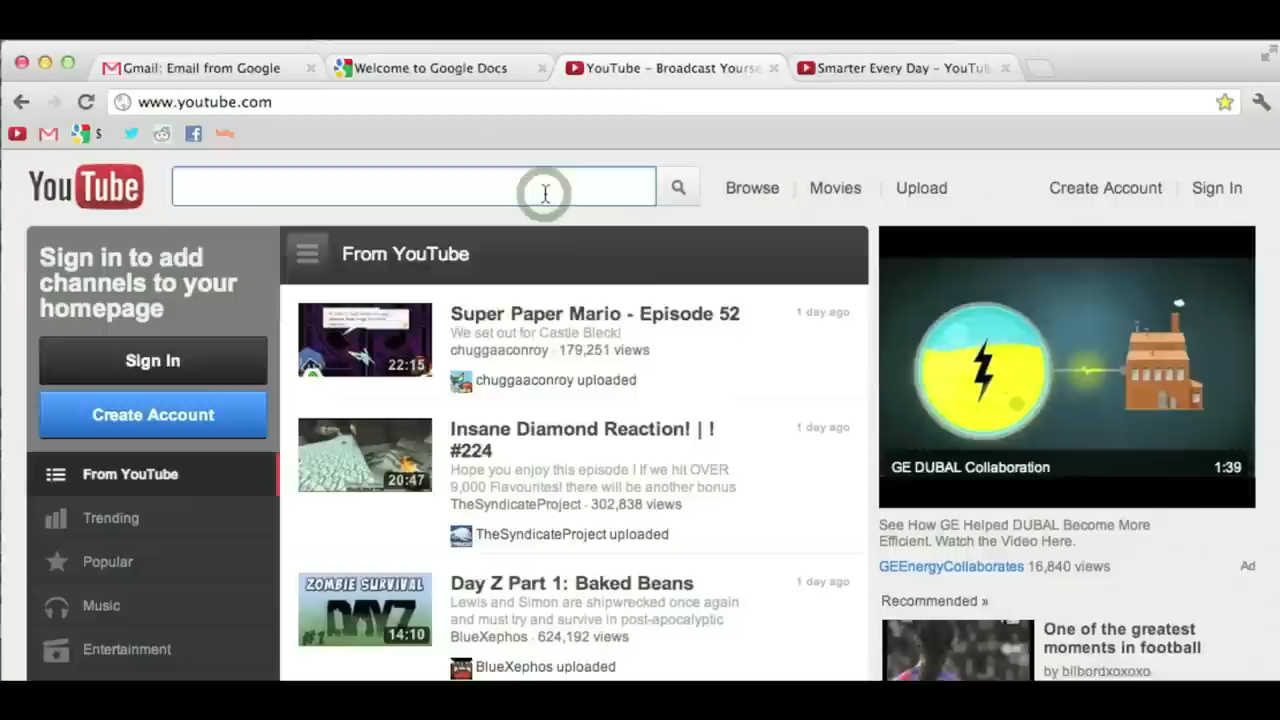 Gmail: Email from Google
Welcome to Google Docs
YouTube - Broadcast Yourse
Smarter Every Day - YouTub
www.youtube.com
$
YouTube
Browse
Movies
Upload
Create Account
Sign In
Sign in to add
channels to your
homepage
Sign In
Create Account
From YouTube
Trending
Popular
Music
Entertainment
From YouTube
22:15
Super Paper Mario - Episode 52
1 day ago
We set out for Castle Bleck!
chuggaaconroy · 179,251 views
chuggaaconroy uploaded
20:47
Insane Diamond Reaction! | !
#224
1 day ago
Hope you enjoy this episode ! If we hit OVER
9,000 Flavourites! there will be another bonus
TheSyndicateProject · 302,838 views
TheSyndicateProject uploaded
ZOMBIE SURVIVAL
DAYZ
#1
14:10
Day Z Part 1: Baked Beans
1 day ago
Lewis and Simon are shipwrecked once again
and must try and survive in post-apocalyptic
BlueXephos · 624,192 views
BlueXephos uploaded
GE DUBAL Collaboration
1:39
See How GE Helped DUBAL Become More
Efficient. Watch the Video Here.
GEEnergyCollaborates 16,840 views
Ad
Recommended »
One of the greatest
moments in football
by bilbordxoxoxo